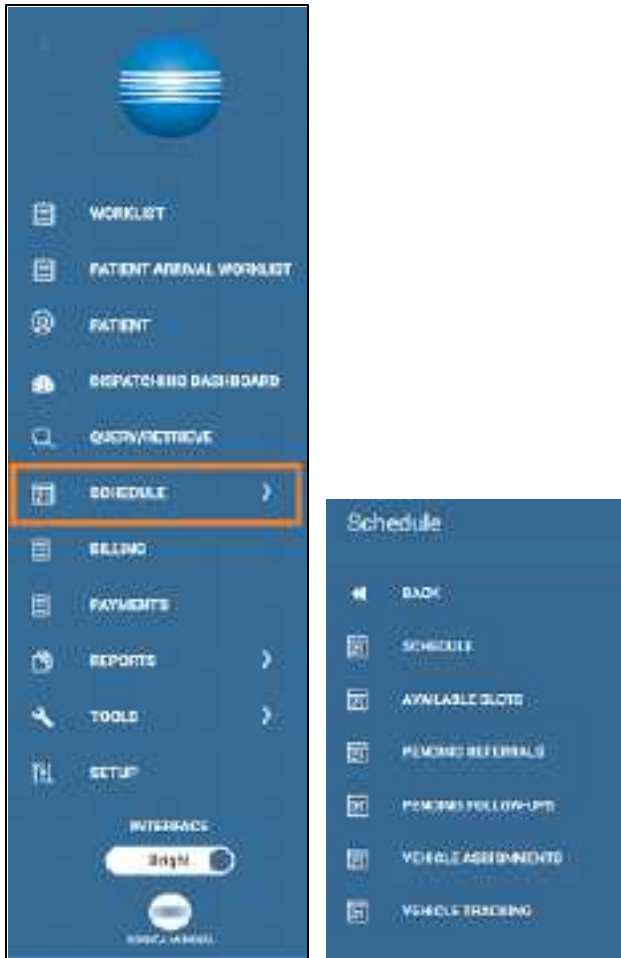 WORKLIST
PATIENT ARRIVAL WORKLIST
PATIENT
DISPATCHING DASHBOARD
QUERY/RETRIEVE
SCHEDULE
BILLING
PAYMENTS
REPORTS
TOOLS
SETUP
INTERFACE
Bright
Schedule
BACK
SCHEDULE
AVAILABLE SLOTS
PENDING REFERRALS
PENDING FOLLOW-UPS
VEHICLE ASSIGNMENTS
VEHICLE TRACKING